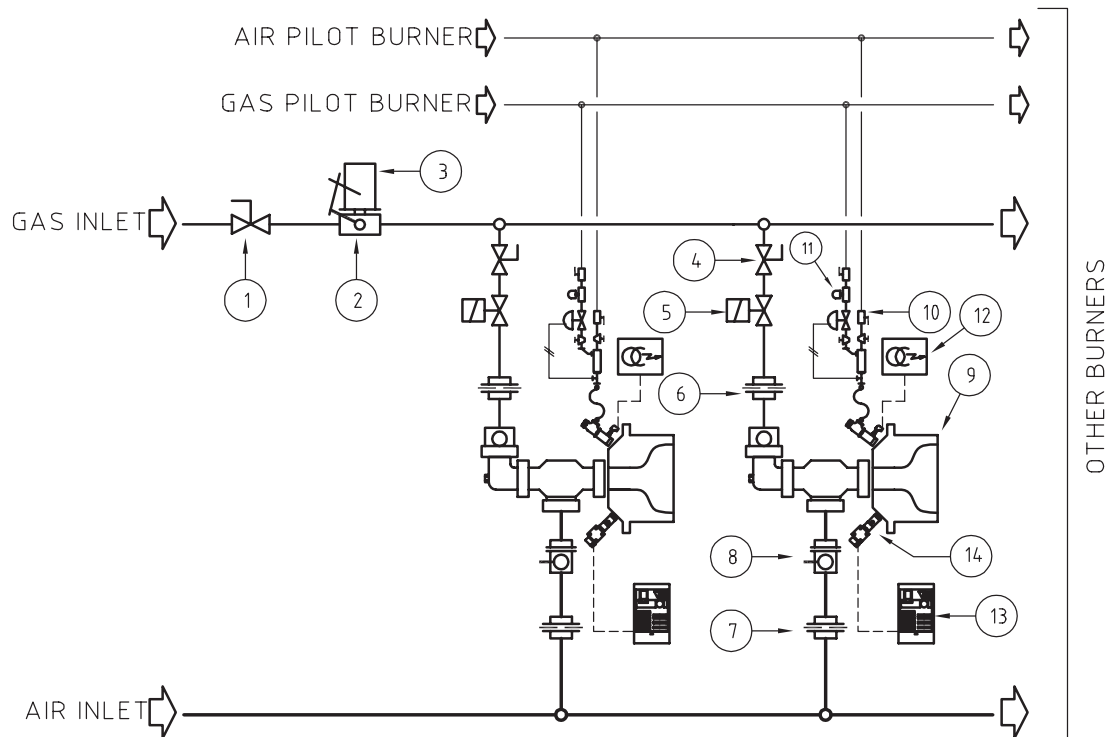 AIR PILOT BURNER
GAS PILOT BURNER
3
GAS INLET
1
2
4
11
5
10
12
6
9
OTHER BURNERS
8
14
7
13
AIR INLET